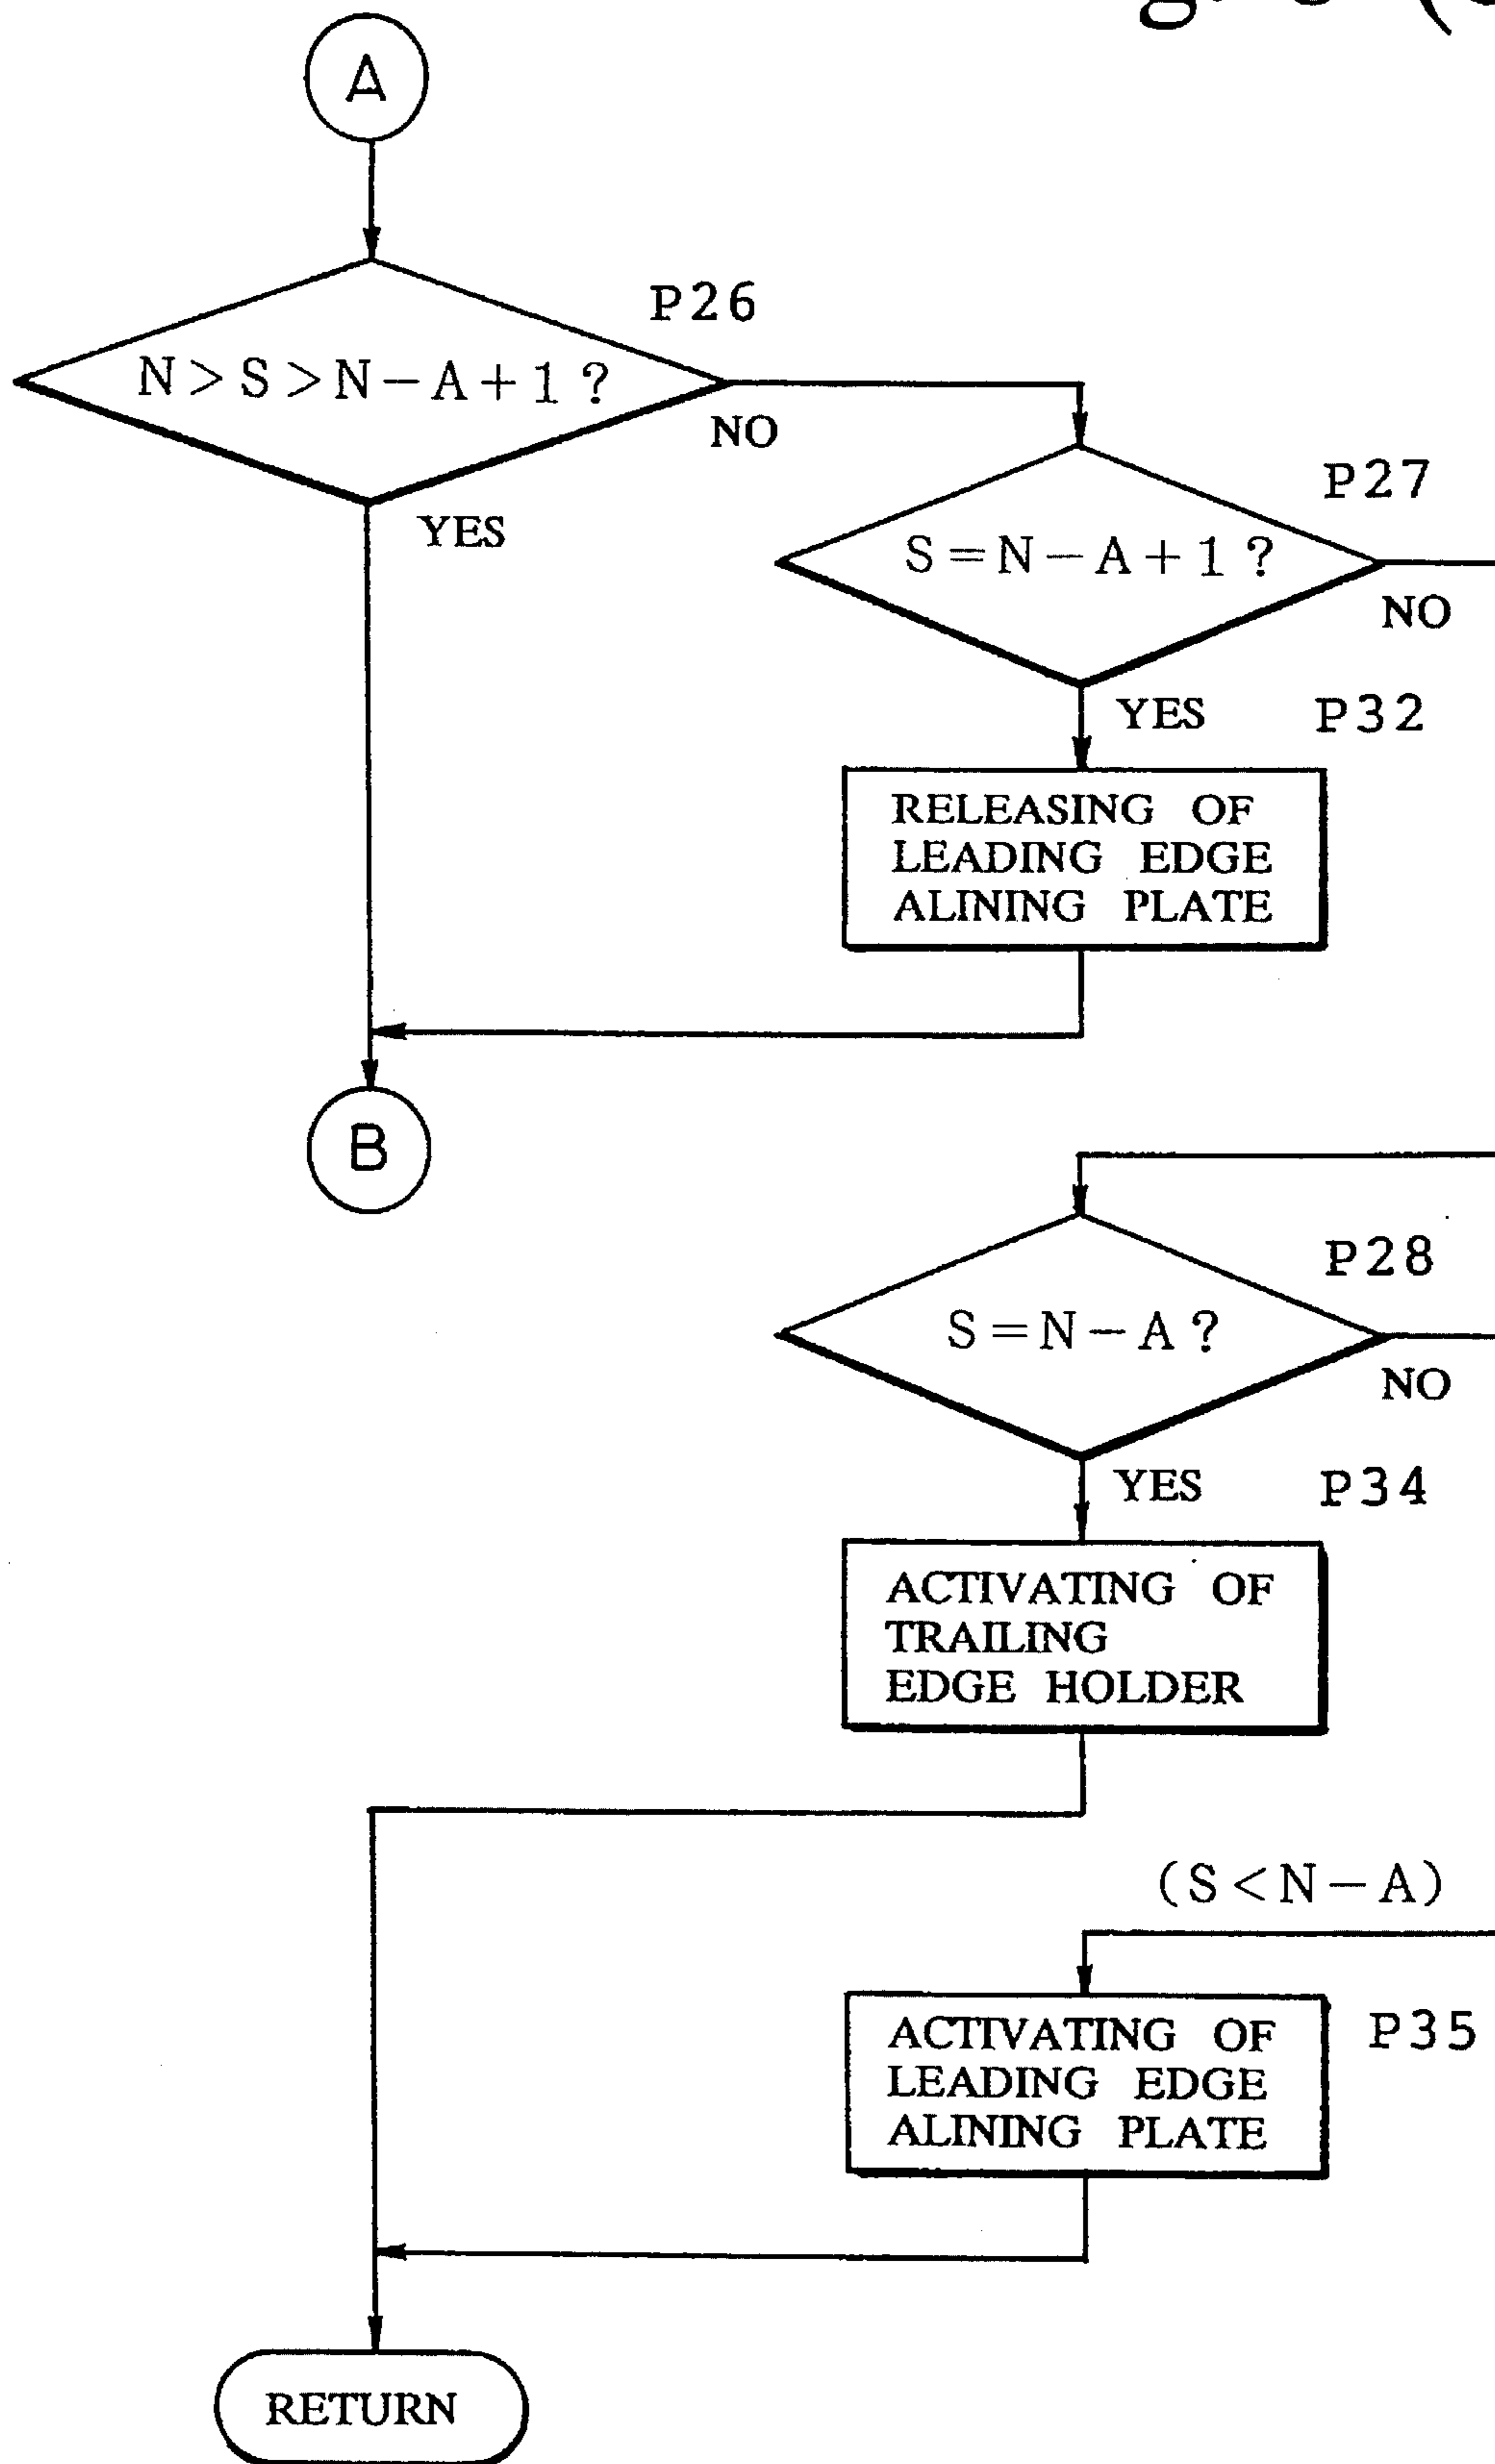 A
P26
N>S>N-A+1?
NO
YES
P27
S=N-A+1?
NO
YES
P32
RELEASING OF
LEADING EDGE
ALINING PLATE
B
P28
S=N-A?
NO
YES
P34
ACTIVATING OF
TRAILING
EDGE HOLDER
(S<N-A)
P35
ACTIVATING OF
LEADING EDGE
ALINING PLATE
RETURN